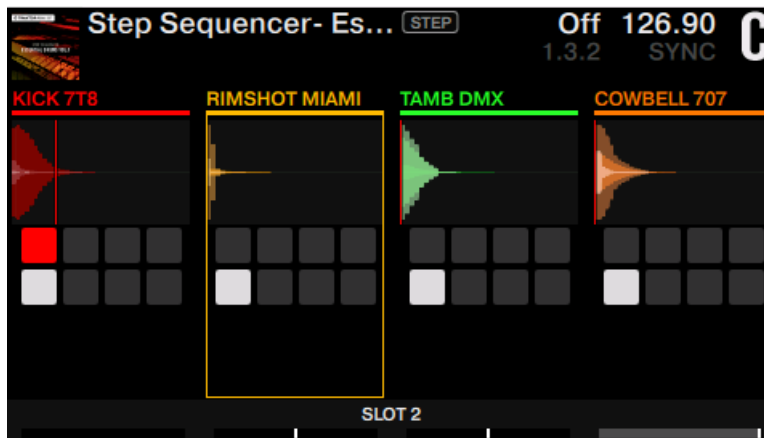 Step Sequencer- Es... STEP Off 126.90 C
1.3.2 SYNC
KICK 7T8 RIMSHOT MIAMI TAMB DMX COWBELL 707
SLOT 2